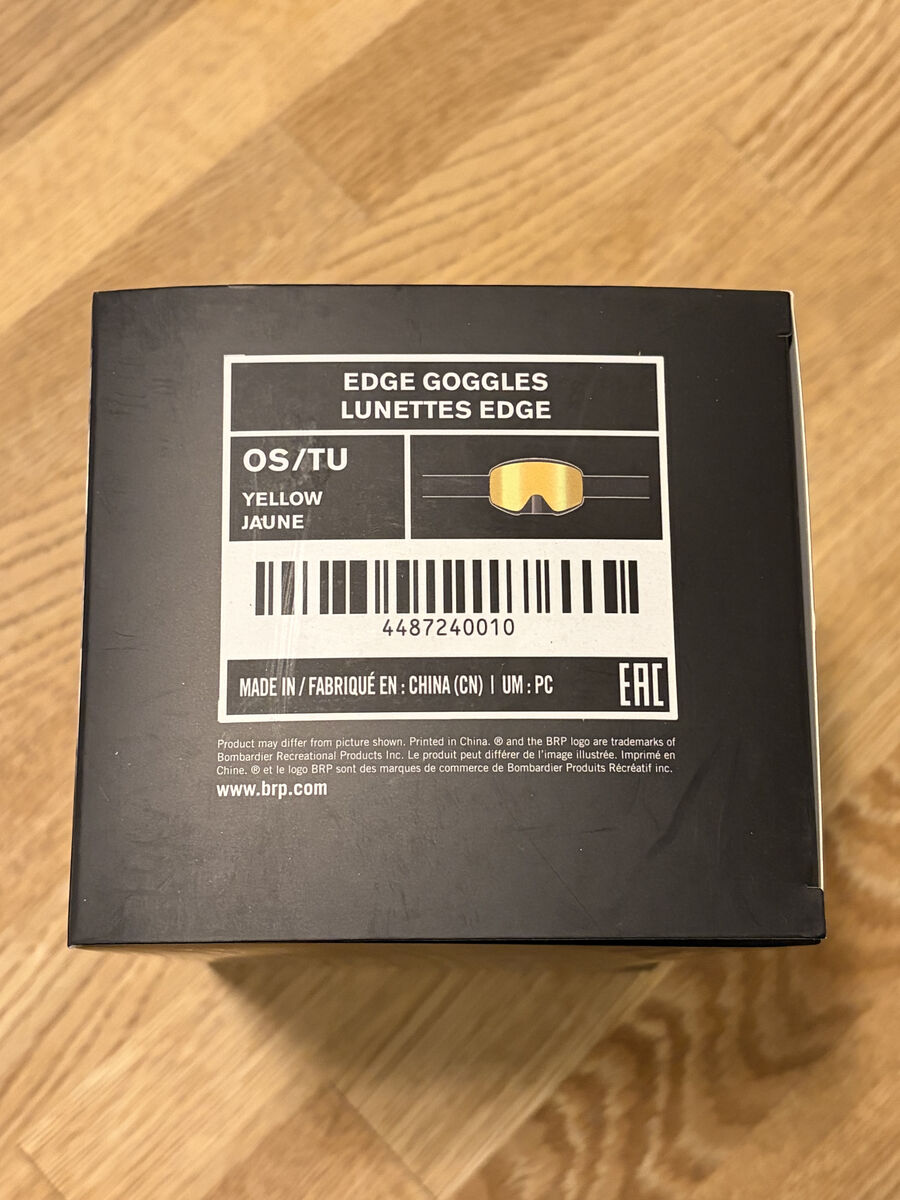 EDGE GOGGLES
LUNETTES EDGE
OS/TU
YELLOW
JAUNE
4487240010
MADE IN / FABRIQUÉ EN : CHINA (CN) | UM : PC
EAC
Product may differ from picture shown. Printed in China. ® and the BRP logo are trademarks of
Bombardier Recreational Products Inc. Le produit peut différer de l'image illustrée. Imprimé en
Chine. ® et le logo BRP sont des marques de commerce de Bombardier Produits Récréatif inc.
www.brp.com